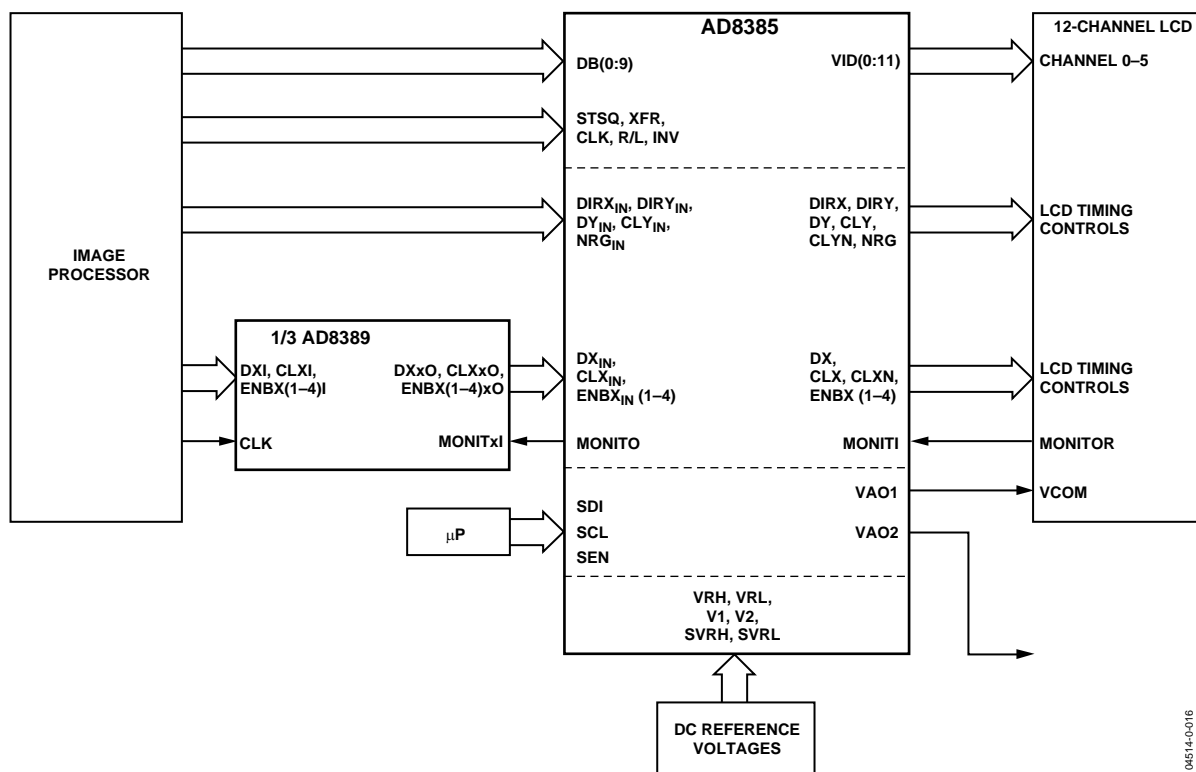 AD8385
12-CHANNEL LCD
DB(0:9)
VID(0:11)
CHANNEL 0–5
STSQ, XFR,
CLK, R/L, INV
DIRX_IN, DIRY_IN,
DY_IN, CLY_IN,
NRG_IN
DIRX, DIRY,
DY, CLY,
CLYN, NRG
LCD TIMING
CONTROLS
IMAGE
PROCESSOR
1/3 AD8389
DXI, CLXI,
ENBX(1–4)I
DXxO, CLXxO,
ENBX(1–4)xO
CLK
MONITxI
DX_IN,
CLX_IN,
ENBX_IN (1–4)
DX,
CLX, CLXN,
ENBX (1–4)
LCD TIMING
CONTROLS
MONITO
MONITI
MONITOR
VAO1
VCOM
µP
SDI
SCL
SEN
VAO2
VRH, VRL,
V1, V2,
SVRH, SVRL
DC REFERENCE
VOLTAGES
04514-0-016